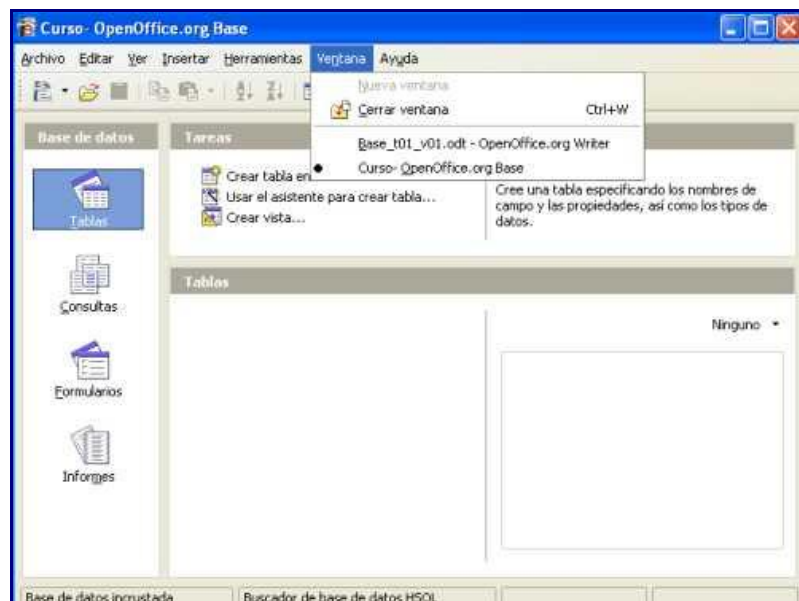 Curso- OpenOffice.org Base
Archivo Editar Ver Insertar Herramientas Ventana Ayuda
Nueva ventana
Cerrar ventana Ctrl+W
Base_t01_v01.odt - OpenOffice.org Writer
Curso- OpenOffice.org Base
Base de datos
Tareas
Tablas
Consultas
Formularios
Informes
Crear tabla en
Usar el asistente para crear tabla...
Crear vista...
Cree una tabla especificando los nombres de
campo y las propiedades, así como los tipos de
datos.
Tablas
Ninguno
Base de datos incrustada
Buscador de base de datos HSQL